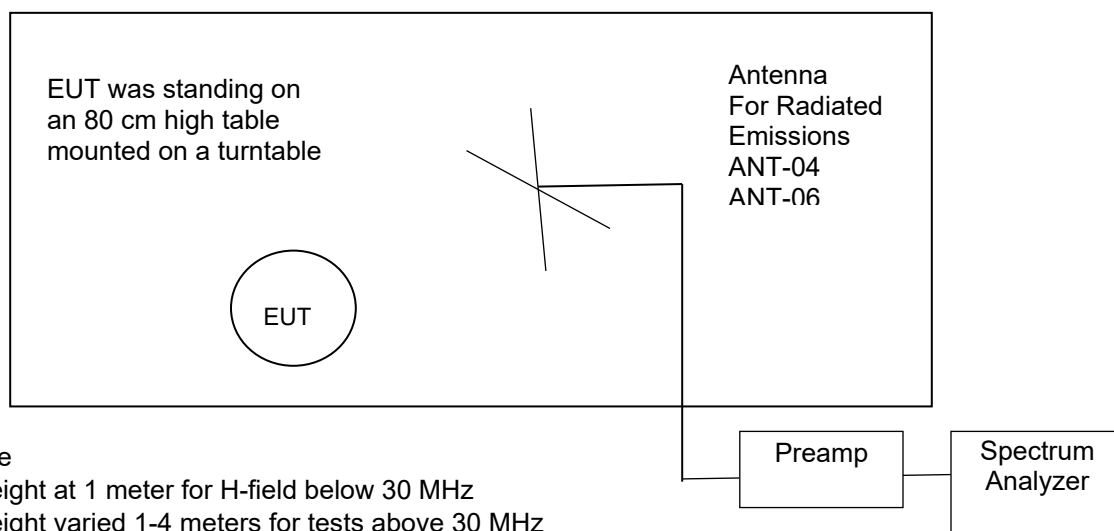 EUT was standing on
an 80 cm high table
mounted on a turntable
Antenna
For Radiated
Emissions
ANT-04
ANT-06
EUT
Preamp
Spectrum
Analyzer
at 1 meter for H-field below 30 MHz
varied 1-4 meters for tests above 30 MHz